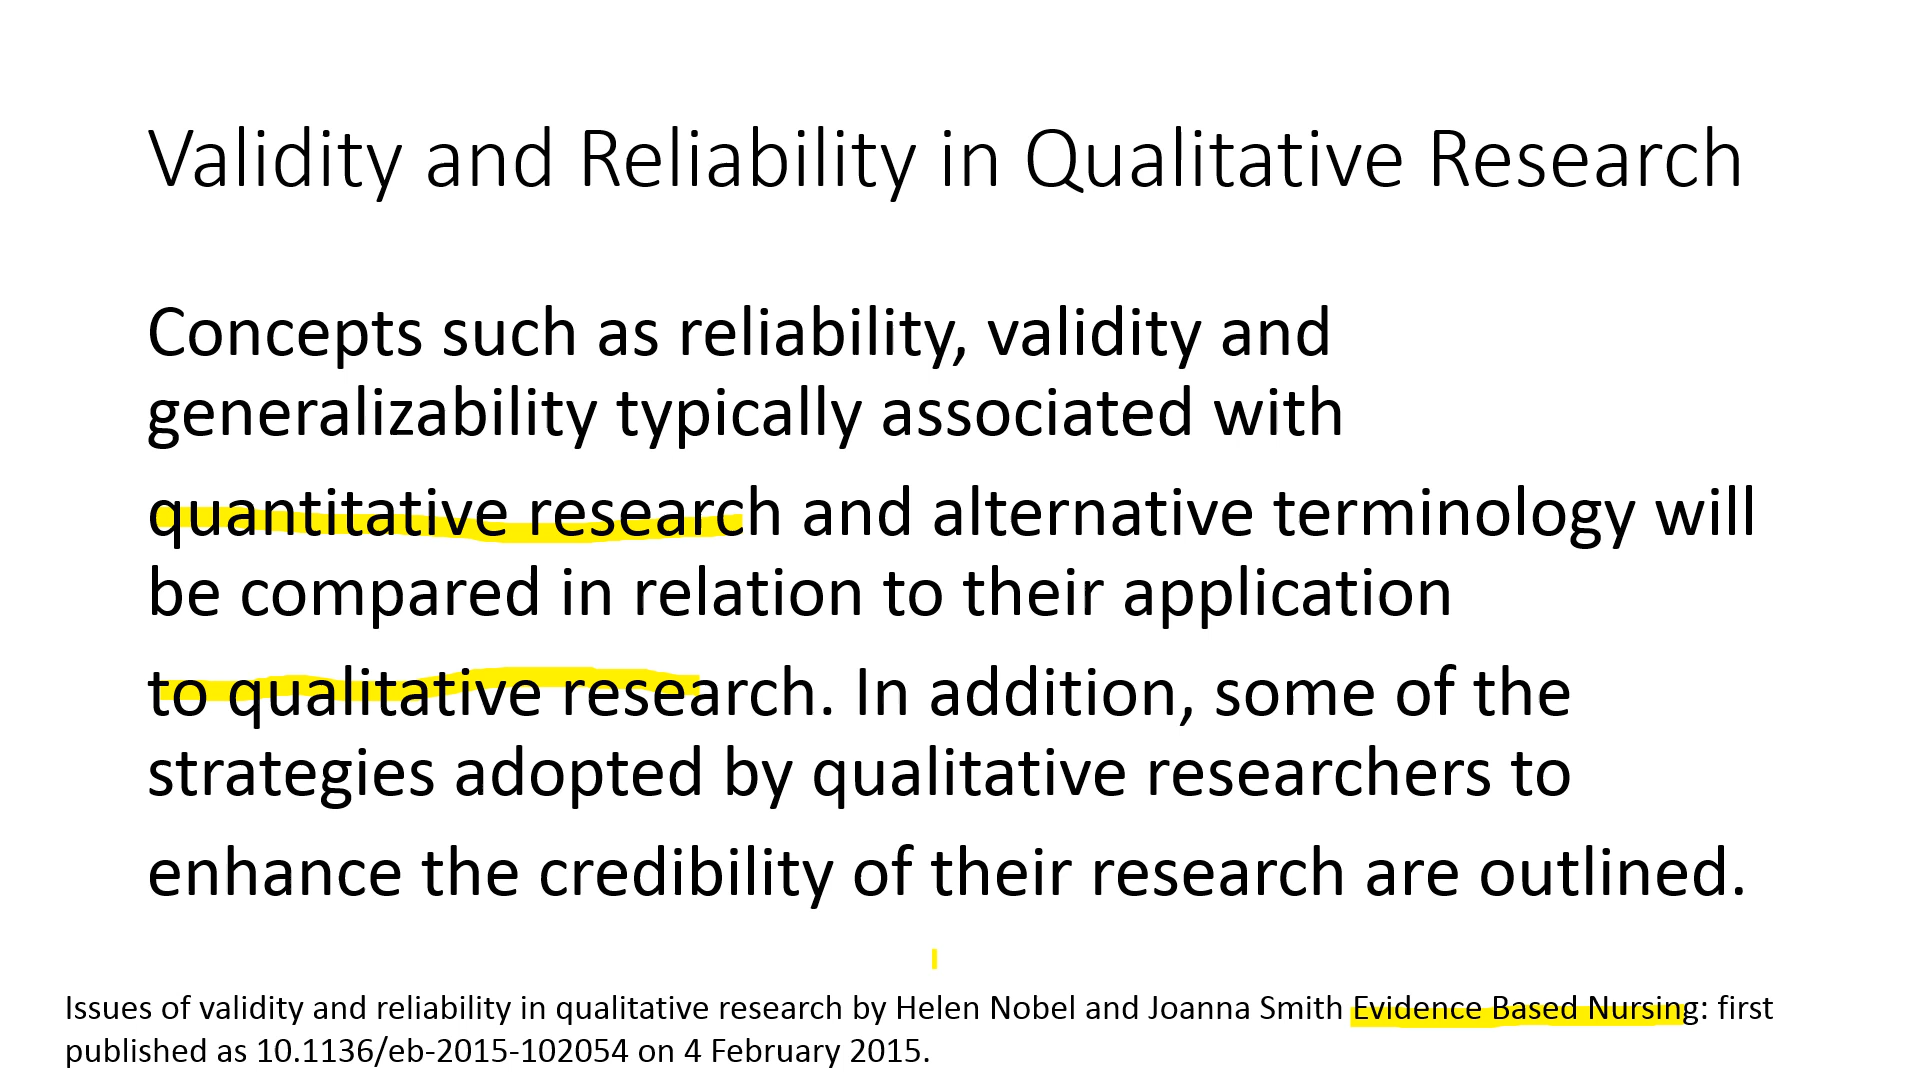 Validity and Reliability in Qualitative Research
Concepts such as reliability, validity and
generalizability typically associated with
quantitative research and alternative terminology will
be compared in relation to their application
to qualitative research. In addition, some of the
strategies adopted by qualitative researchers to
enhance the credibility of their research are outlined.
Issues of validity and reliability in qualitative research by Helen Nobel and Joanna Smith Evidence Based Nursing: first
published as 10.1136/eb-2015-102054 on 4 February 2015.